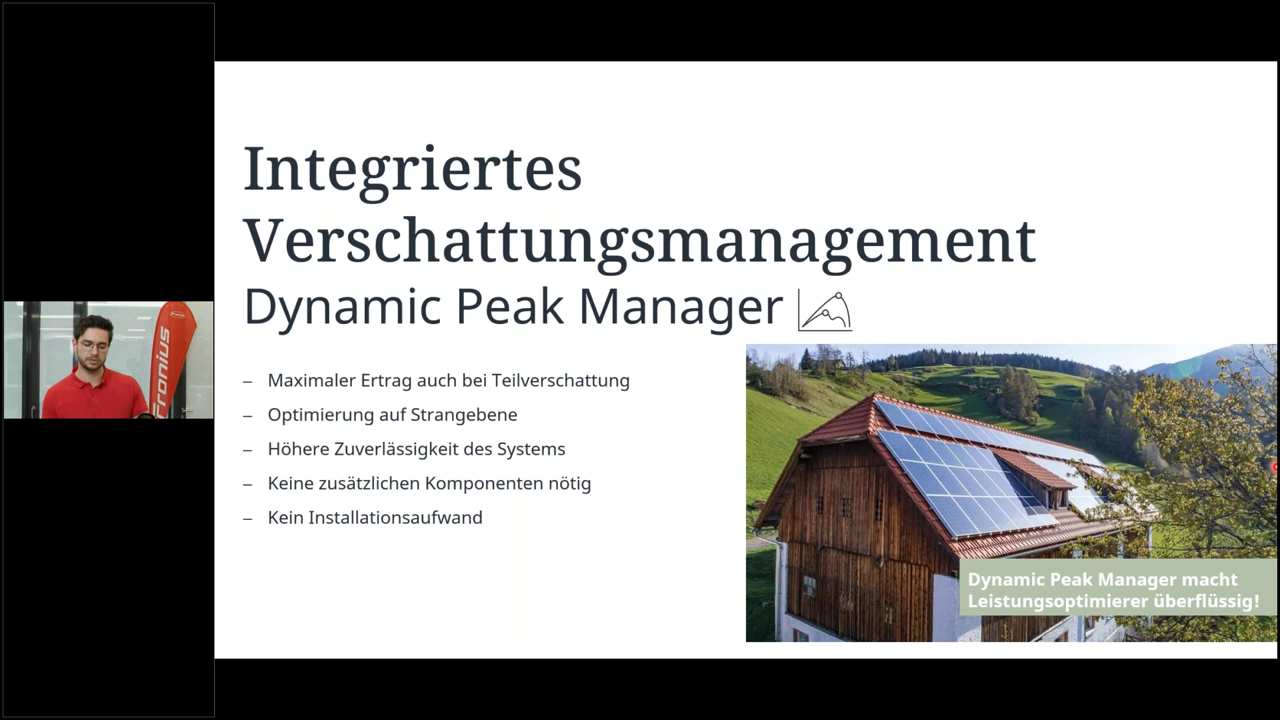 Integriertes
Verschattungsmanagement
Dynamic Peak Manager
– Maximaler Ertrag auch bei Teilverschattung
– Optimierung auf Strangebene
– Höhere Zuverlässigkeit des Systems
– Keine zusätzlichen Komponenten nötig
– Kein Installationsaufwand
Dynamic Peak Manager macht
Leistungsoptimierer überflüssig!
Fronius